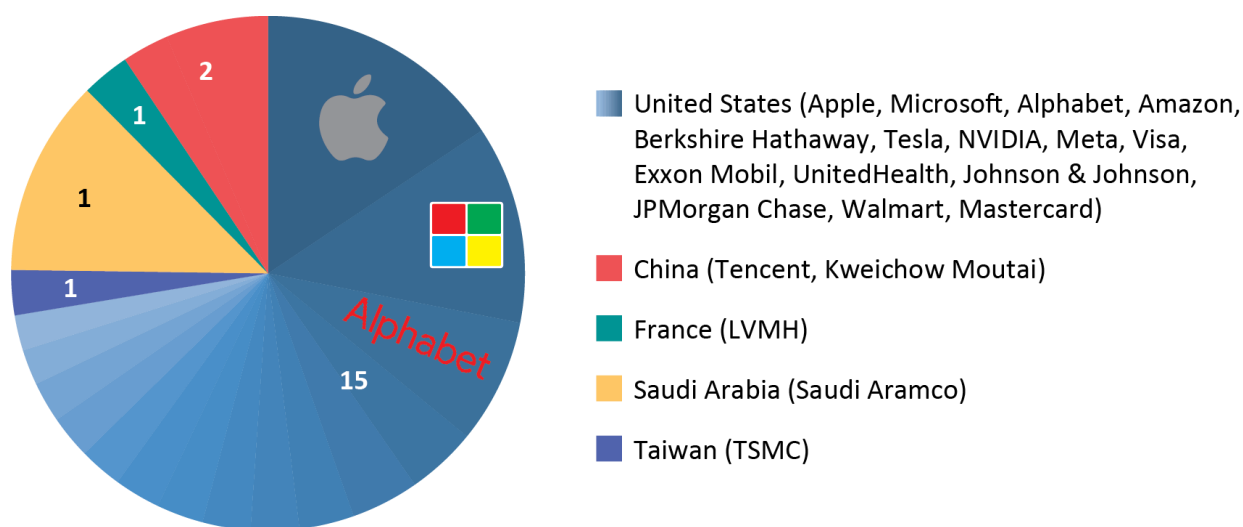 2
1
1
1
Alphabet
15
United States (Apple, Microsoft, Alphabet, Amazon,
Berkshire Hathaway, Tesla, NVIDIA, Meta, Visa,
Exxon Mobil, UnitedHealth, Johnson & Johnson,
JPMorgan Chase, Walmart, Mastercard)
China (Tencent, Kweichow Moutai)
France (LVMH)
Saudi Arabia (Saudi Aramco)
Taiwan (TSMC)